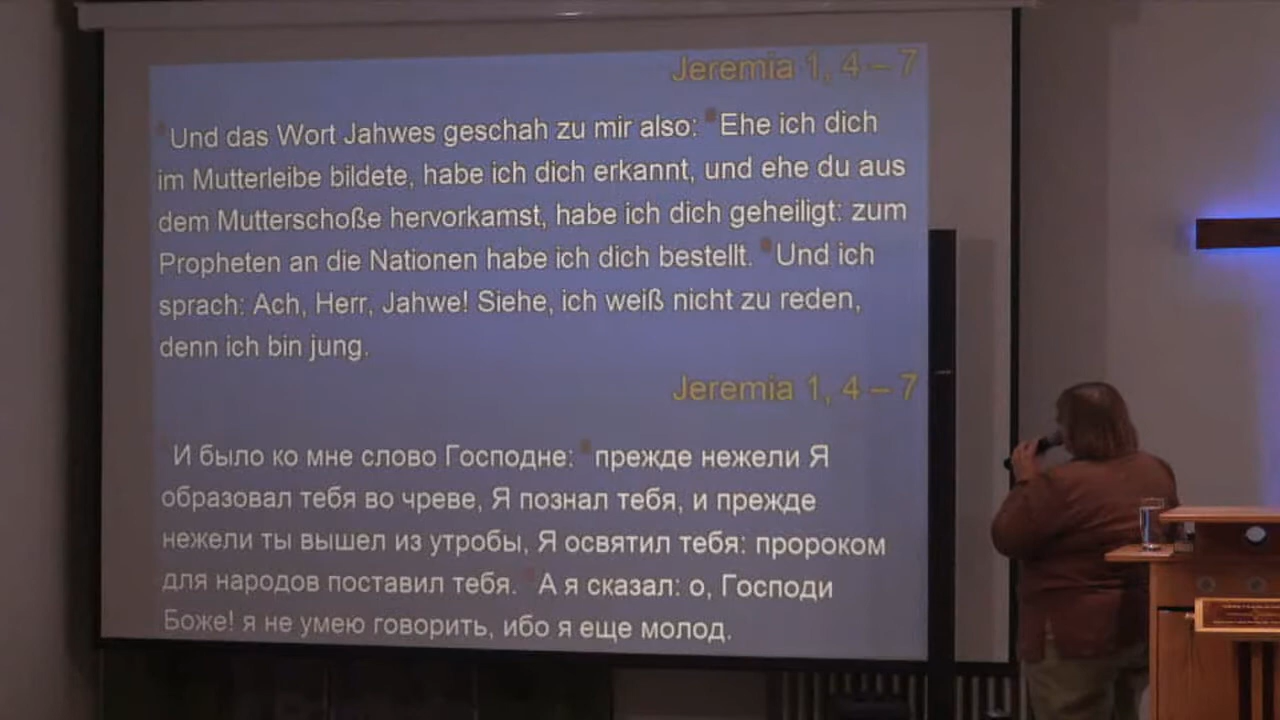 Jeremia 1, 4 – 7
Und das Wort Jahwes geschah zu mir also: Ehe ich dich
im Mutterleibe bildete, habe ich dich erkannt, und ehe du aus
dem Mutterschoße hervorkamst, habe ich dich geheiligt: zum
Propheten an die Nationen habe ich dich bestellt. Und ich
sprach: Ach, Herr, Jahwe! Siehe, ich weiß nicht zu reden,
denn ich bin jung.
Jeremia 1, 4 – 7
И было ко мне слово Господне: прежде нежели Я
образовал тебя во чреве, Я познал тебя, и прежде
нежели ты вышел из утробы, Я освятил тебя: пророком
для народов поставил тебя. А я сказал: о, Господи
Боже! я не умею говорить, ибо я еще молод.